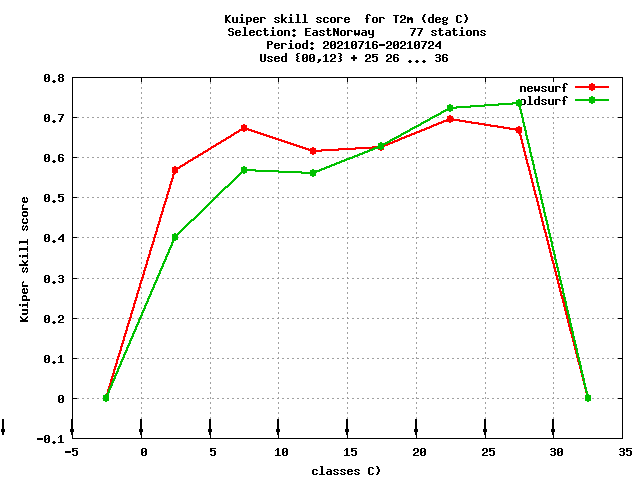 Kuiper skill score  for T2m (deg C)
Selection: EastNorway     77 stations
Period: 20210716-20210724
Used {00,12} + 25 26 ... 36
newsurf
oldsurf
0.8
0.7
0.6
0.5
0.4
0.3
0.2
0.1
0
-0.1
Kuiper skill score
-5 0 5 10 15 20 25 30 35
classes C)